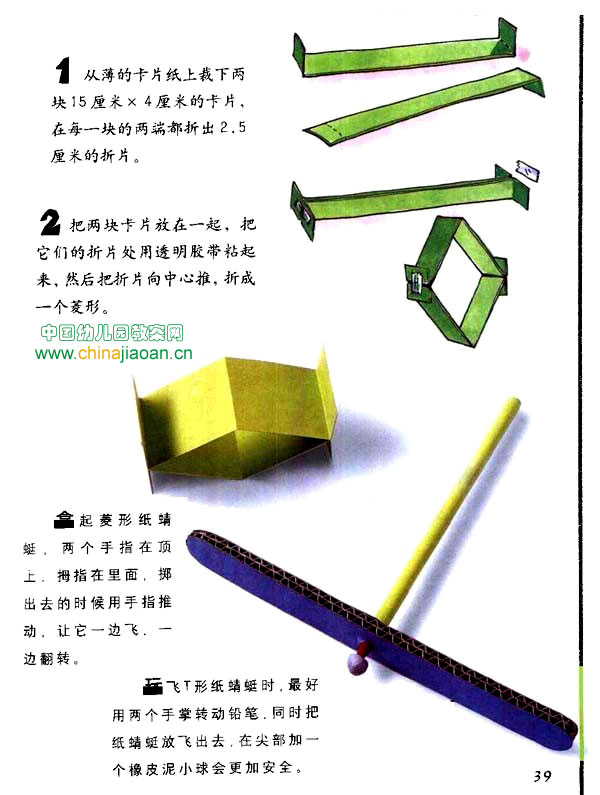 1 从薄的卡片纸上裁下两
块15厘米×4厘米的卡片，
在每一块的两端都折出2.5
厘米的折片。
2 把两块卡片放在一起，把
它们的折片处用透明胶带粘起
来，然后把折片向中心推，折成
一个菱形。
中国幼儿园教案网
www.chinajiaoan.cn
拿起菱形纸蜻
蜓，两个手指在顶
上，拇指在里面，掷
出去的时候用手指推
动，让它一边飞，一
边翻转。
玩飞T形纸蜻蜓时，最好
用两个手掌转动铅笔，同时把
纸蜻蜓放飞出去，在尖部加一
个橡皮泥小球会更加安全。
39